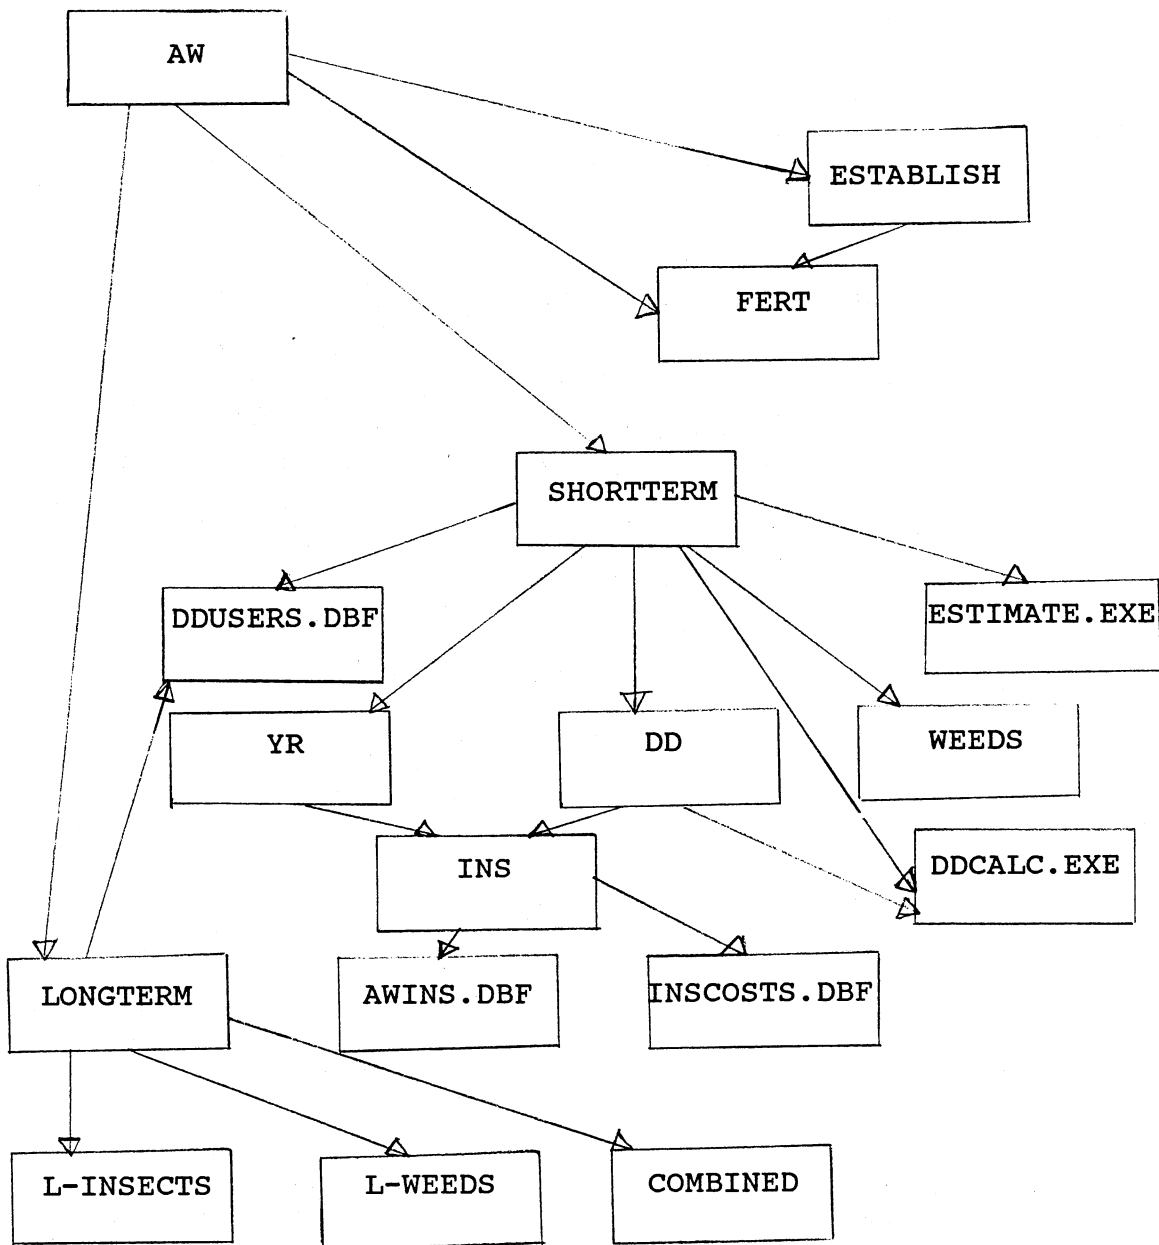 AW
ESTABLISH
FERT
SHORTTERM
DDUSERS.DBF
ESTIMATE.EXE
YR
DD
WEEDS
INS
DDCALC.EXE
LONGTERM
AWINS.DBF
INSCOSTS.DBF
L-INSECTS
L-WEEDS
COMBINED